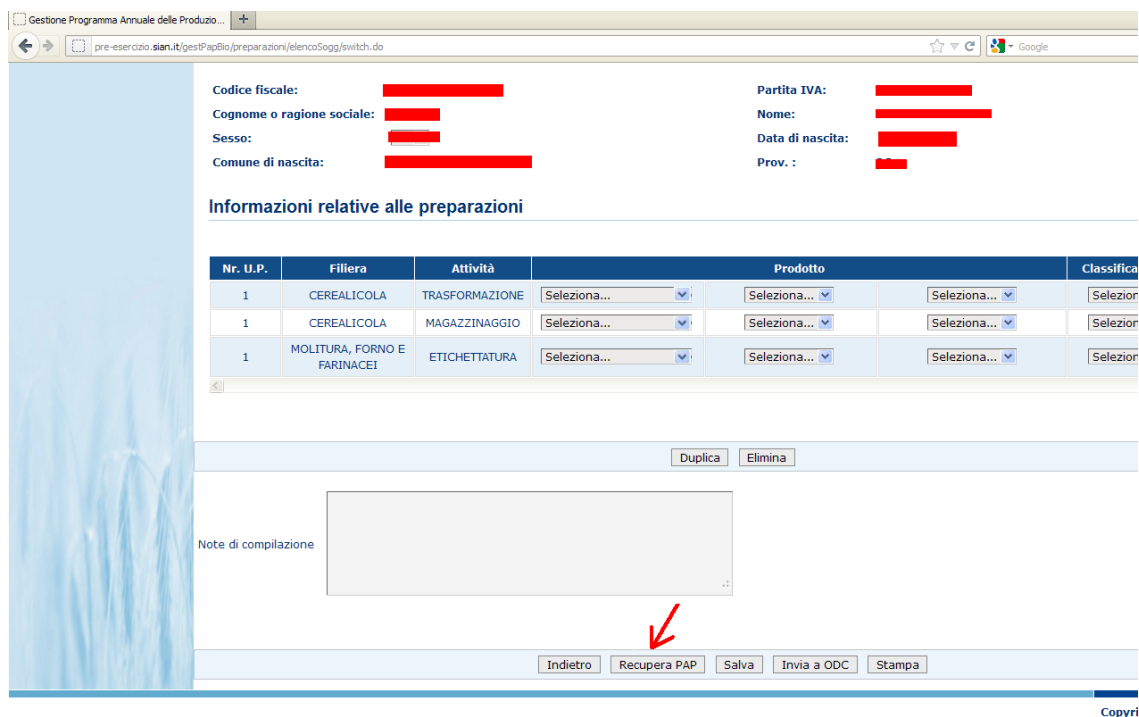 Gestione Programma Annuale delle Produzio... +
pre-esercizio.sian.it/gestPapBio/preparazioni/elencoSogg/switch.do Google
Codice fiscale: Partita IVA:
Cognome o ragione sociale: Nome:
Sesso: Data di nascita:
Comune di nascita: Prov. :
Informazioni relative alle preparazioni
Nr. U.P. Filiera Attività Prodotto Classifica
1 CEREALICOLA TRASFORMAZIONE Seleziona... Seleziona... Seleziona... Selezion
1 CEREALICOLA MAGAZZINAGGIO Seleziona... Seleziona... Seleziona... Selezion
1 MOLITURA, FORNO E FARINACEI ETICHETTATURA Seleziona... Seleziona... Seleziona... Selezion
Duplica Elimina
Note di compilazione
Indietro Recupera PAP Salva Invia a ODC Stampa
Copyri